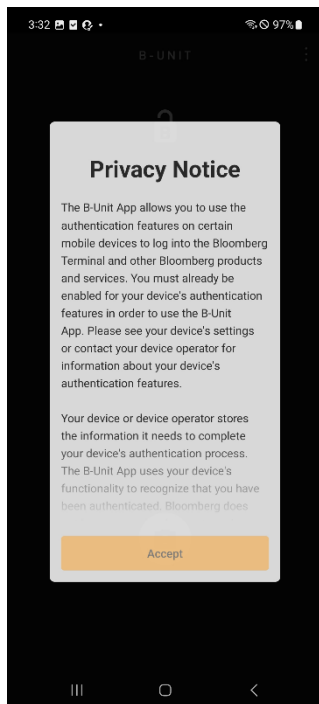 3:32
97%
B-UNIT
Privacy Notice
The B-Unit App allows you to use the
authentication features on certain
mobile devices to log into the Bloomberg
Terminal and other Bloomberg products
and services. You must already be
enabled for your device's authentication
features in order to use the B-Unit
App. Please see your device's settings
or contact your device operator for
information about your device's
authentication features.
Your device or device operator stores
the information it needs to complete
your device's authentication process.
The B-Unit App uses your device's
functionality to recognize that you have
been authenticated. Bloomberg does
Accept